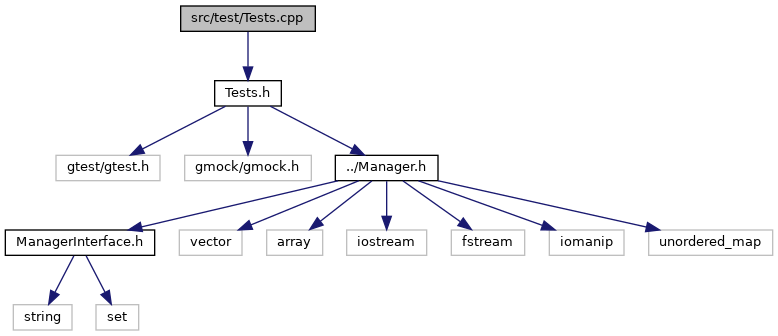 src/test/Tests.cpp
Tests.h
gtest/gtest.h
gmock/gmock.h
../Manager.h
ManagerInterface.h
vector
array
iostream
fstream
iomanip
unordered_map
string
set